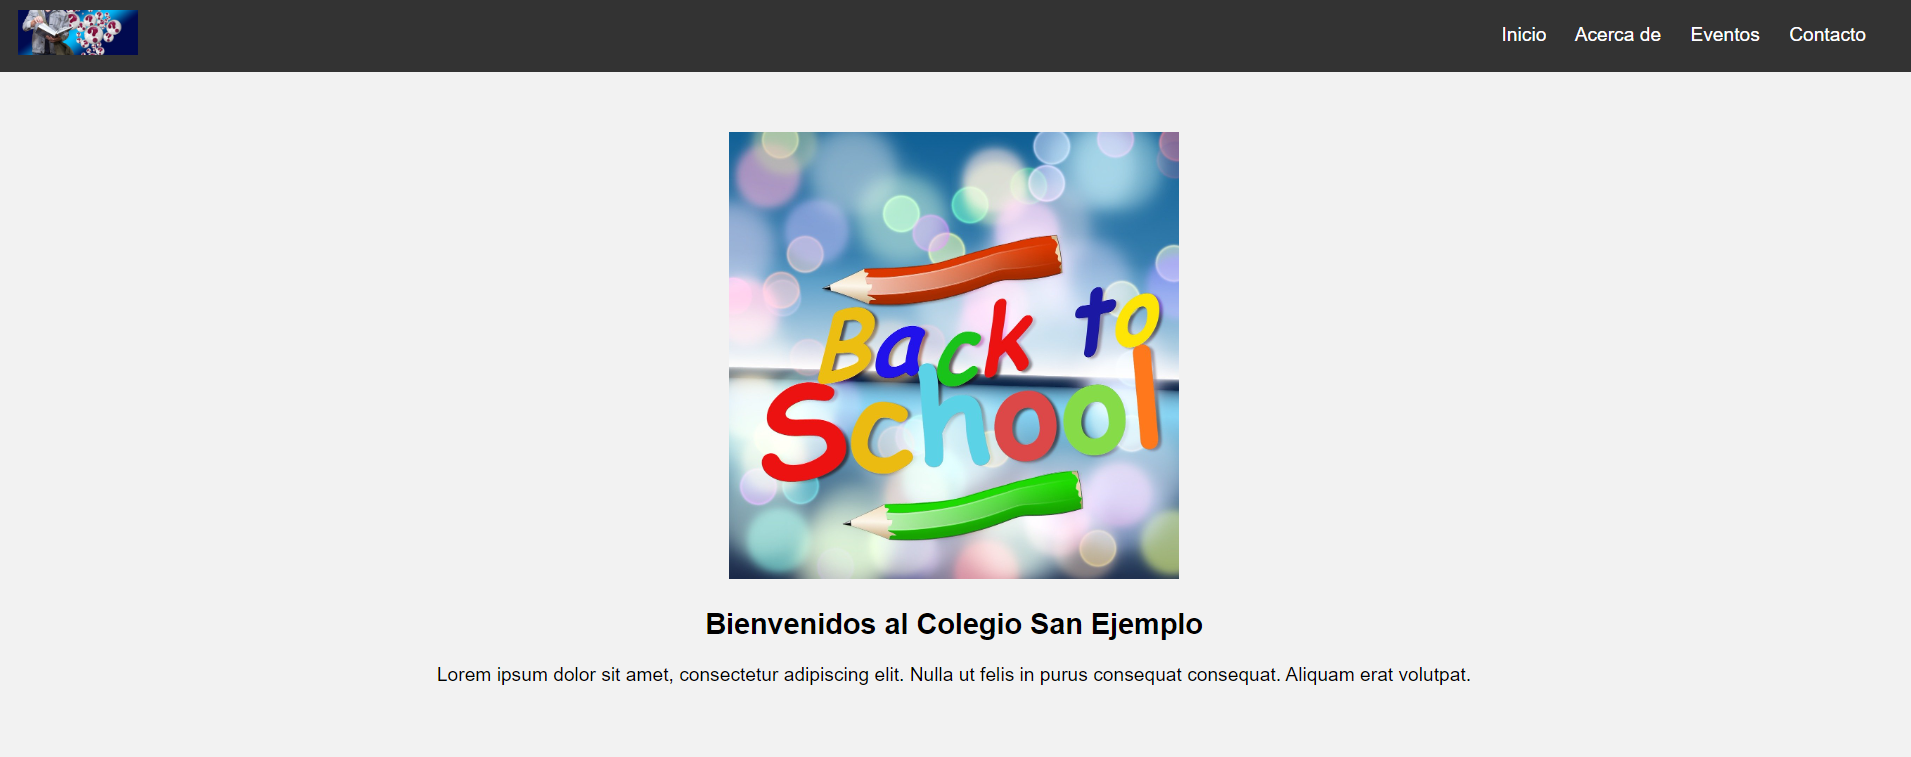 Inicio Acerca de Eventos Contacto
Back to
School
Bienvenidos al Colegio San Ejemplo
Lorem ipsum dolor sit amet, consectetur adipiscing elit. Nulla ut felis in purus consequat consequat. Aliquam erat volutpat.